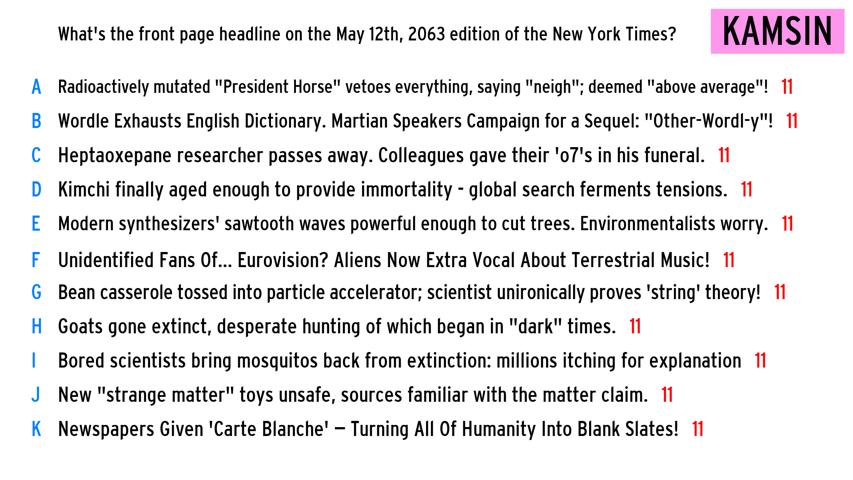 What's the front page headline on the May 12th, 2063 edition of the New York Times?
KAMSIN
A Radioactively mutated "President Horse" vetoes everything, saying "neigh"; deemed "above average"! 11
B Wordle Exhausts English Dictionary. Martian Speakers Campaign for a Sequel: "Other-Wordl-y"! 11
C Heptaoxepane researcher passes away. Colleagues gave their 'o7's in his funeral. 11
D Kimchi finally aged enough to provide immortality - global search ferments tensions. 11
E Modern synthesizers' sawtooth waves powerful enough to cut trees. Environmentalists worry. 11
F Unidentified Fans Of... Eurovision? Aliens Now Extra Vocal About Terrestrial Music! 11
G Bean casserole tossed into particle accelerator; scientist unironically proves 'string' theory! 11
H Goats gone extinct, desperate hunting of which began in "dark" times. 11
I Bored scientists bring mosquitos back from extinction: millions itching for explanation 11
J New "strange matter" toys unsafe, sources familiar with the matter claim. 11
K Newspapers Given 'Carte Blanche' – Turning All Of Humanity Into Blank Slates! 11